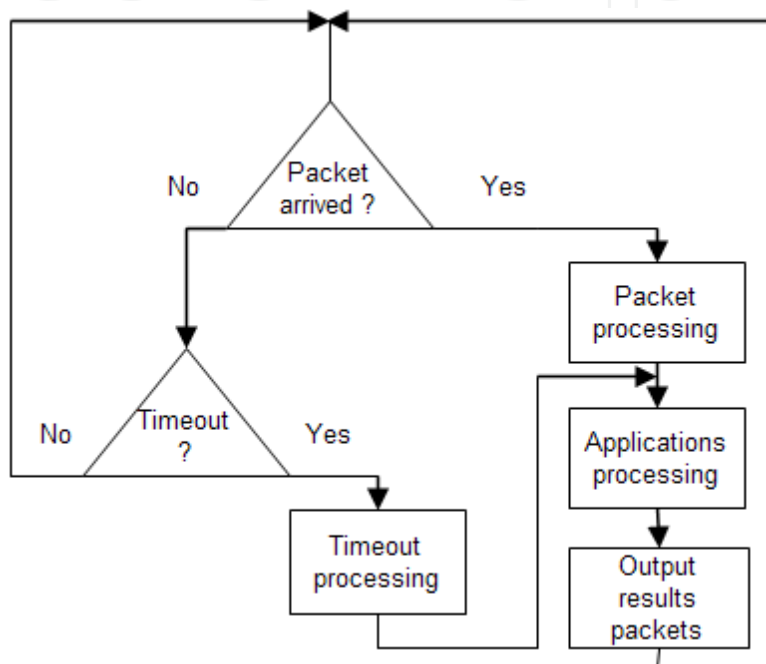 Packet
arrived ?
No
Yes
Packet
processing
Timeout
?
No
Yes
Applications
processing
Timeout
processing
Output
results
packets